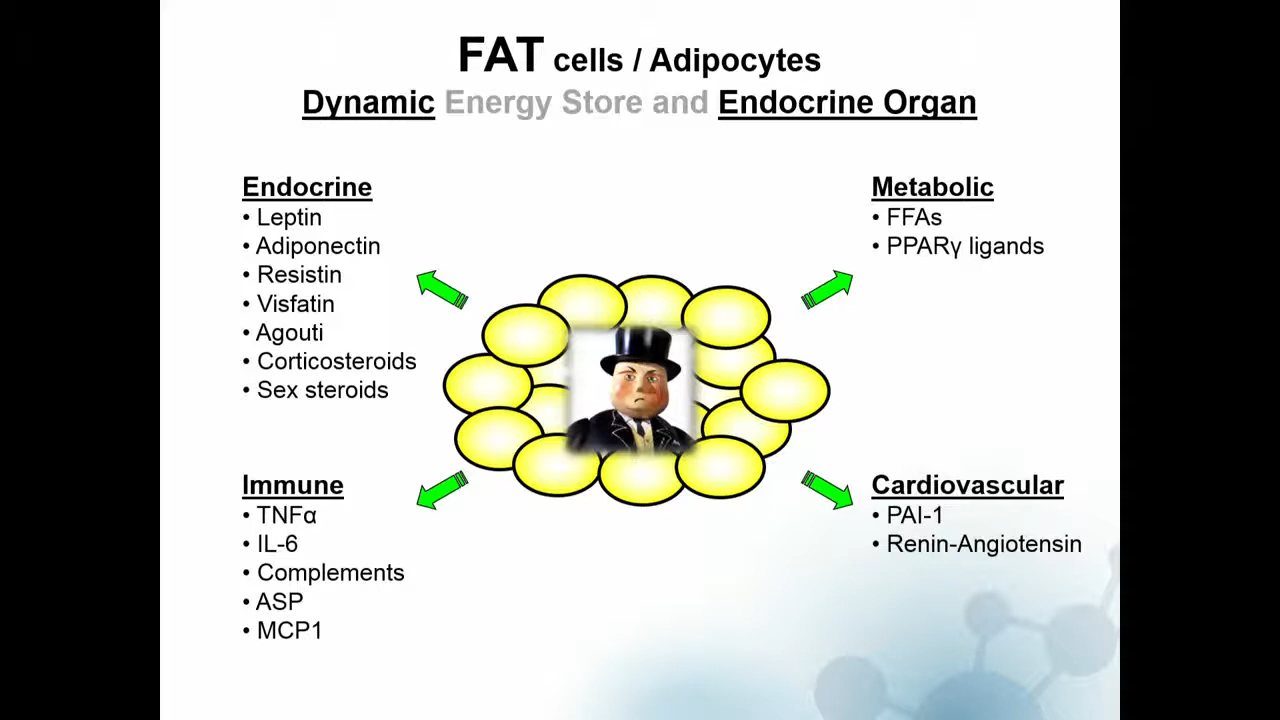 FAT cells / Adipocytes
Dynamic Energy Store and Endocrine Organ
Endocrine
• Leptin
• Adiponectin
• Resistin
• Visfatin
• Agouti
• Corticosteroids
• Sex steroids
Metabolic
• FFAs
• PPARγ ligands
Immune
• TNFα
• IL-6
• Complements
• ASP
• MCP1
Cardiovascular
• PAI-1
• Renin-Angiotensin